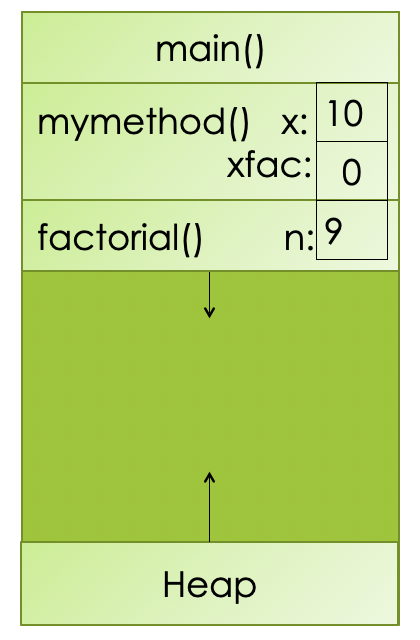 main()
mymethod() x: 10
xfac: 0
factorial() n: 9
Heap